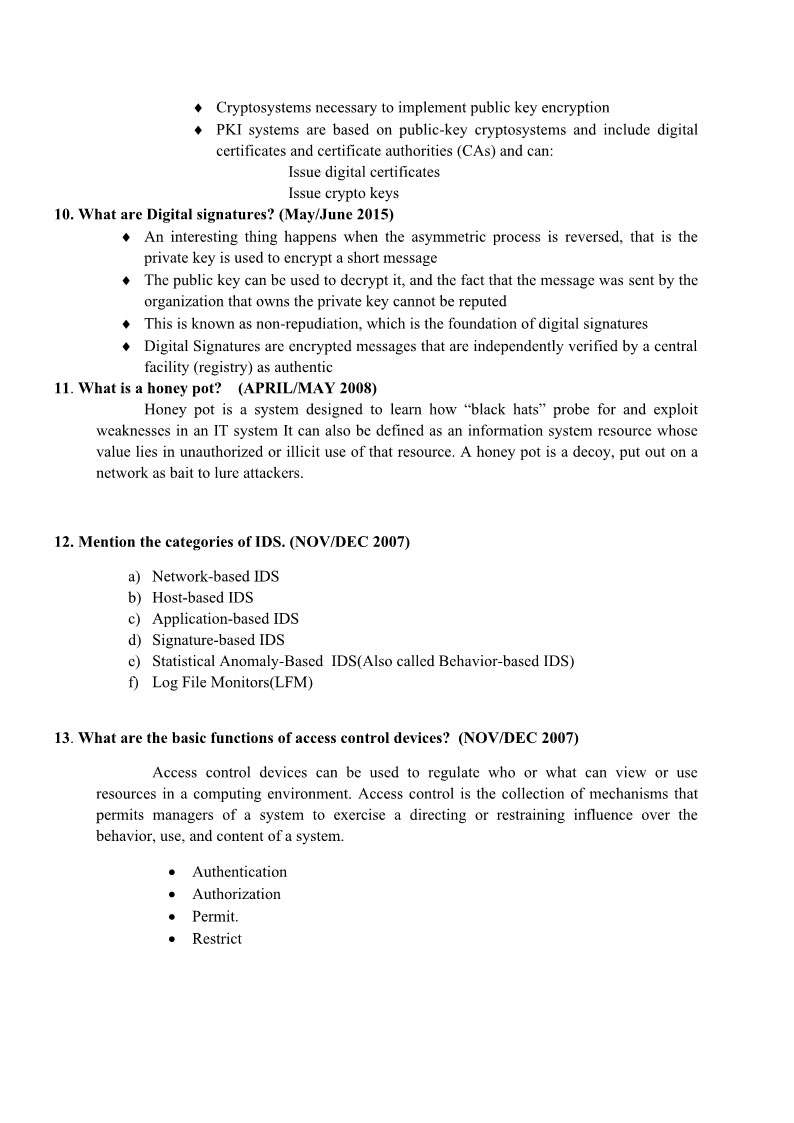 ♦ Cryptosystems necessary to implement public key encryption
♦ PKI systems are based on public-key cryptosystems and include digital
certificates and certificate authorities (CAs) and can:
Issue digital certificates
Issue crypto keys
10. What are Digital signatures? (May/June 2015)
♦ An interesting thing happens when the asymmetric process is reversed, that is the
private key is used to encrypt a short message
♦ The public key can be used to decrypt it, and the fact that the message was sent by the
organization that owns the private key cannot be reputed
♦ This is known as non-repudiation, which is the foundation of digital signatures
♦ Digital Signatures are encrypted messages that are independently verified by a central
facility (registry) as authentic
11. What is a honey pot? (APRIL/MAY 2008)
Honey pot is a system designed to learn how “black hats” probe for and exploit
weaknesses in an IT system It can also be defined as an information system resource whose
value lies in unauthorized or illicit use of that resource. A honey pot is a decoy, put out on a
network as bait to lure attackers.
12. Mention the categories of IDS. (NOV/DEC 2007)
a) Network-based IDS
b) Host-based IDS
c) Application-based IDS
d) Signature-based IDS
e) Statistical Anomaly-Based IDS(Also called Behavior-based IDS)
f) Log File Monitors(LFM)
13. What are the basic functions of access control devices? (NOV/DEC 2007)
Access control devices can be used to regulate who or what can view or use
resources in a computing environment. Access control is the collection of mechanisms that
permits managers of a system to exercise a directing or restraining influence over the
behavior, use, and content of a system.
• Authentication
• Authorization
• Permit.
• Restrict